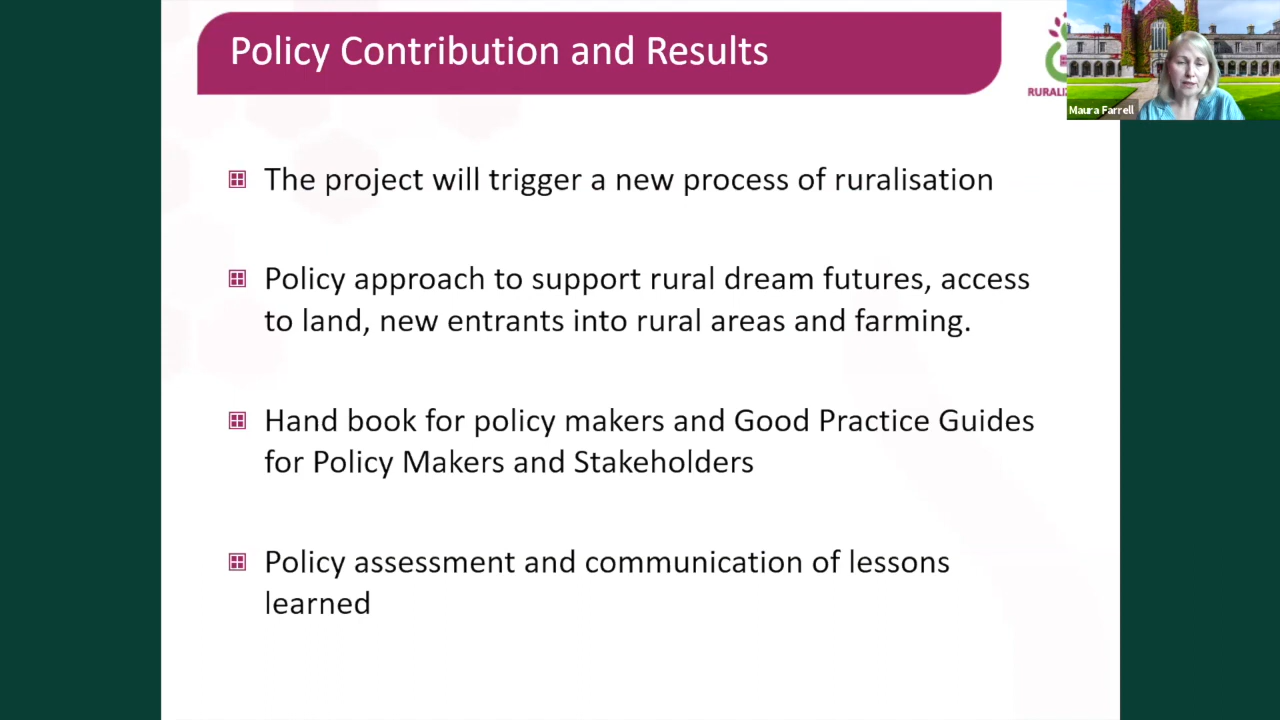 Policy Contribution and Results
RURALIZ
Maura Farrell
The project will trigger a new process of ruralisation
Policy approach to support rural dream futures, access
to land, new entrants into rural areas and farming.
Hand book for policy makers and Good Practice Guides
for Policy Makers and Stakeholders
Policy assessment and communication of lessons
learned